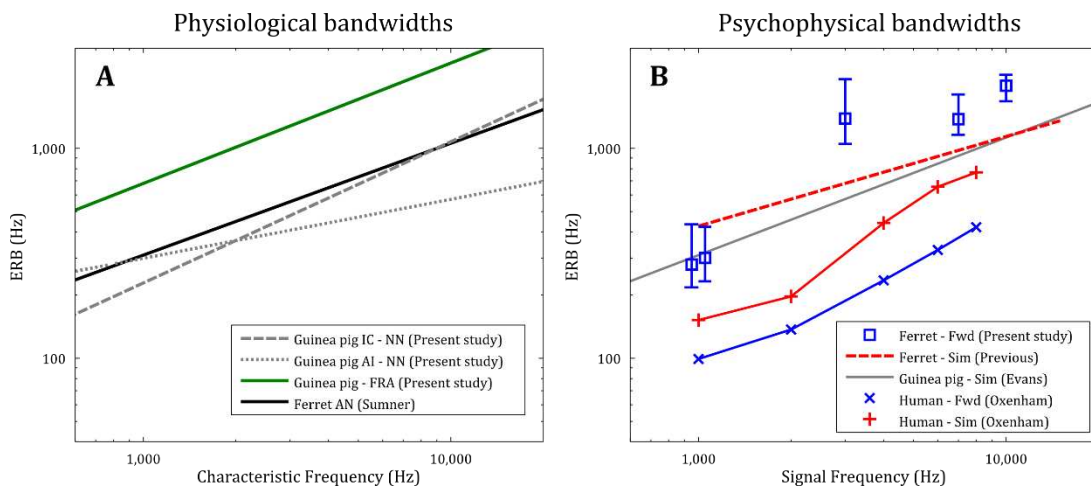 Physiological bandwidths
A
1,000
100
ERB (Hz)
1,000
10,000
Characteristic Frequency (Hz)
Guinea pig IC - NN (Present study)
Guinea pig AI - NN (Present study)
Guinea pig - FRA (Present study)
Ferret AN (Sumner)
Psychophysical bandwidths
B
1,000
100
ERB (Hz)
1,000
10,000
Signal Frequency (Hz)
Ferret - Fwd (Present study)
Ferret - Sim (Previous)
Guinea pig - Sim (Evans)
Human - Fwd (Oxenham)
Human - Sim (Oxenham)